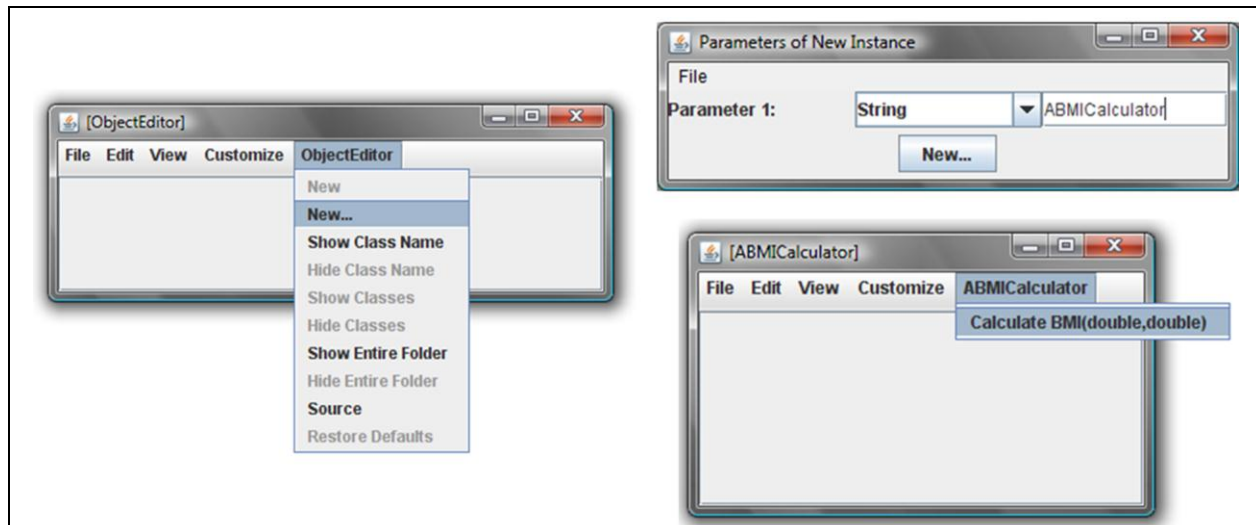 [ObjectEditor]
File Edit View Customize ObjectEditor
New
New...
Show Class Name
Hide Class Name
Show Classes
Hide Classes
Show Entire Folder
Hide Entire Folder
Source
Restore Defaults
Parameters of New Instance
File
Parameter 1: String ABMICalculator
New...
[ABMICalculator]
File Edit View Customize ABMICalculator
Calculate BMI(double,double)